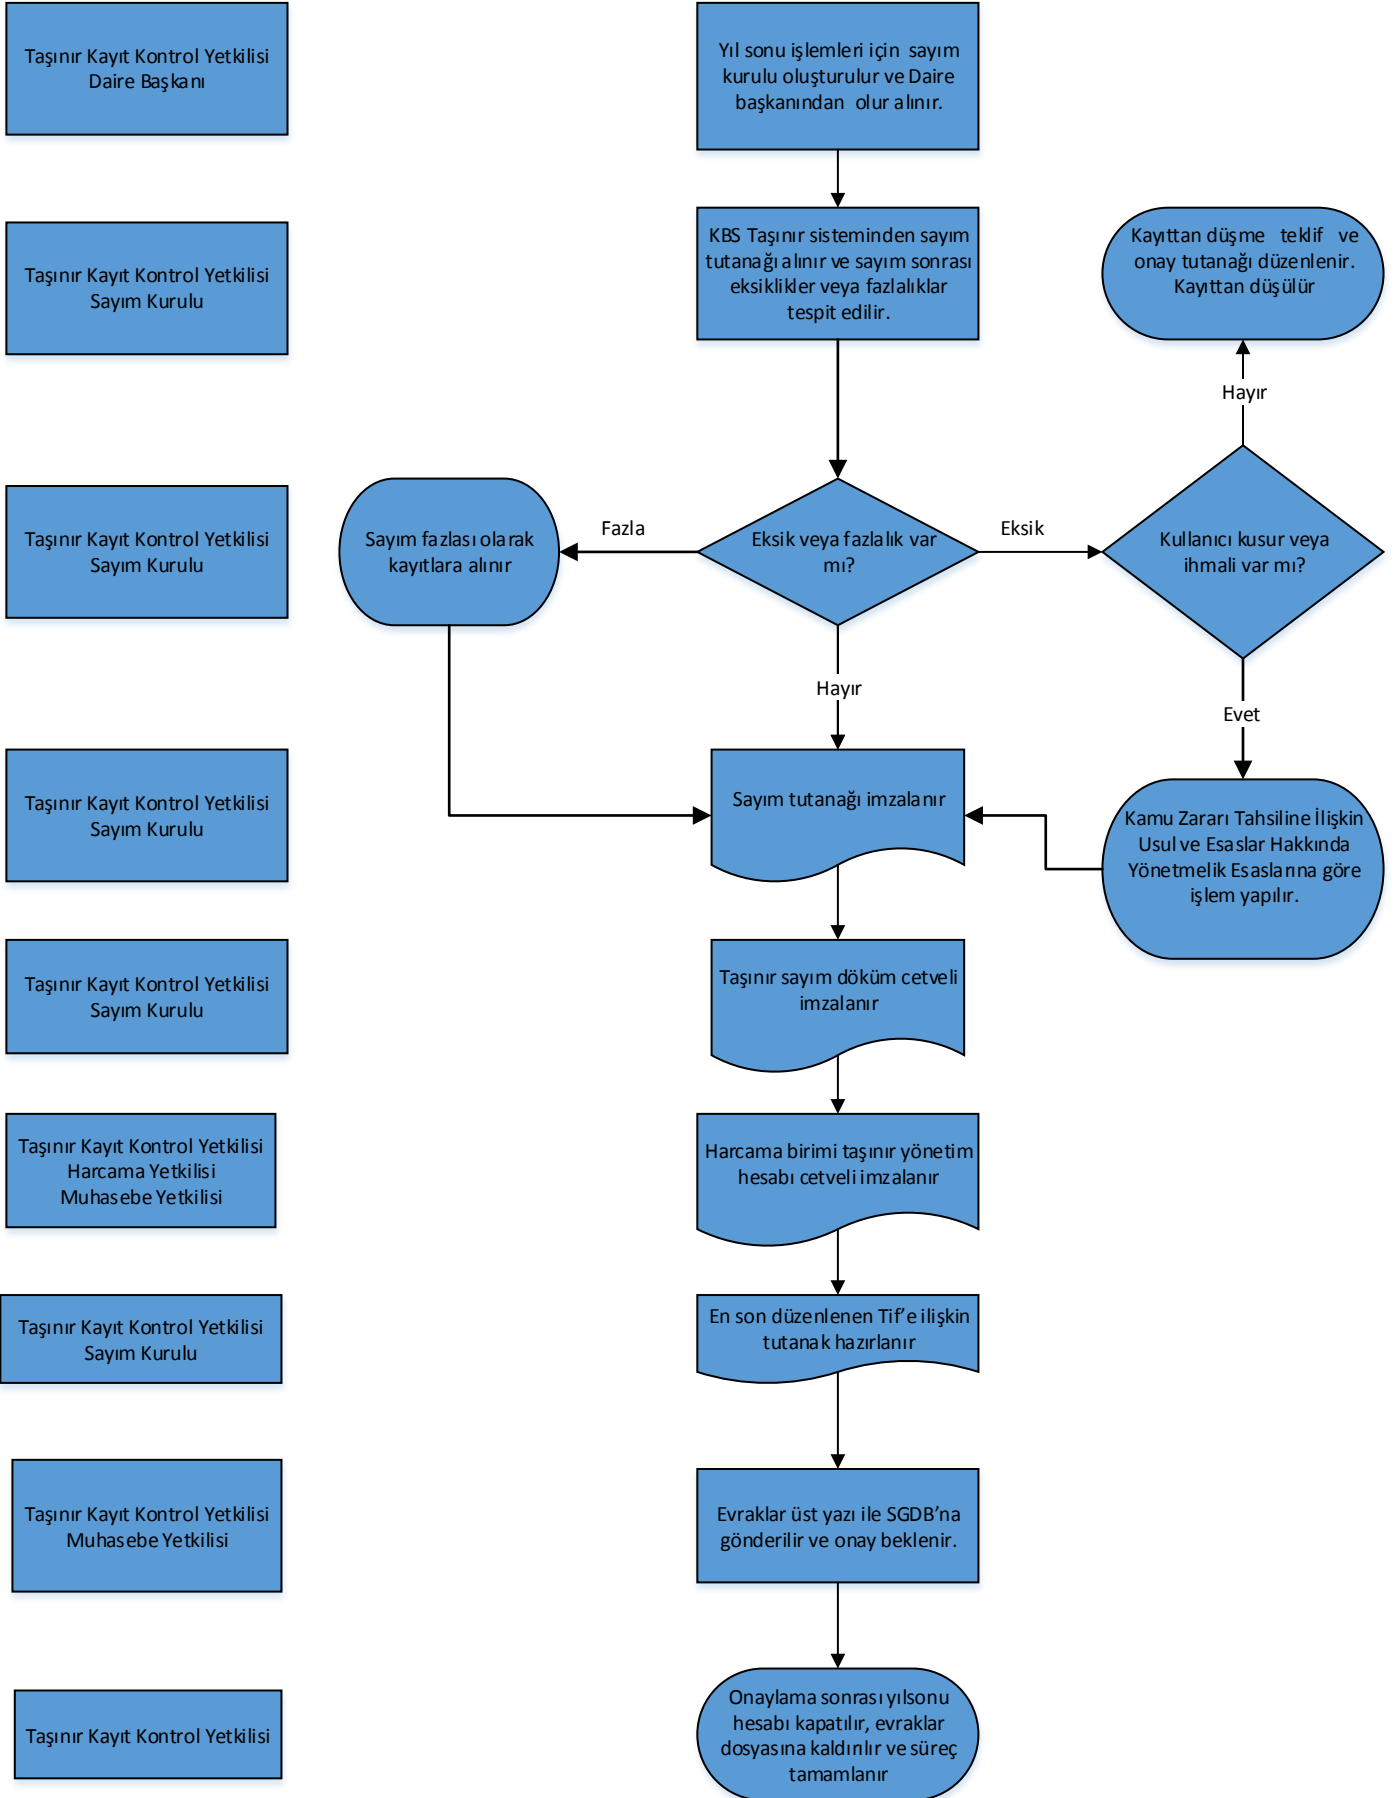 Taşınır Kayıt Kontrol Yetkilisi
Daire Başkanı
Yıl sonu işlemleri için sayım
kurulu oluşturulur ve Daire
başkanından olur alınır.
Taşınır Kayıt Kontrol Yetkilisi
Sayım Kurulu
KBS Taşınır sisteminden sayım
tutanağı alınır ve sayım sonrası
eksiklikler veya fazlalıklar
tespit edilir.
Kayıttan düşme teklif ve
onay tutanağı düzenlenir.
Kayıttan düşülür
Hayır
Taşınır Kayıt Kontrol Yetkilisi
Sayım Kurulu
Sayım fazlası olarak
kayıtlara alınır
Fazla
Eksik veya fazlalık var
mı?
Eksik
Kullanıcı kusur veya
ihmali var mı?
Hayır
Evet
Taşınır Kayıt Kontrol Yetkilisi
Sayım Kurulu
Sayım tutanağı imzalanır
Kamu Zararı Tahsiline İlişkin
Usul ve Esaslar Hakkında
Yönetmelik Esaslarına göre
işlem yapılır.
Taşınır Kayıt Kontrol Yetkilisi
Sayım Kurulu
Taşınır sayım döküm cetveli
imzalanır
Taşınır Kayıt Kontrol Yetkilisi
Harcama Yetkilisi
Muhasebe Yetkilisi
Harcama birimi taşınır yönetim
hesabı cetveli imzalanır
Taşınır Kayıt Kontrol Yetkilisi
Sayım Kurulu
En son düzenlenen Tif’e ilişkin
tutanak hazırlanır
Taşınır Kayıt Kontrol Yetkilisi
Muhasebe Yetkilisi
Evraklar üst yazı ile SGDB’na
gönderilir ve onay beklenir.
Taşınır Kayıt Kontrol Yetkilisi
Onaylama sonrası yılsonu
hesabı kapatılır, evraklar
dosyasına kaldırılır ve süreç
tamamlanır